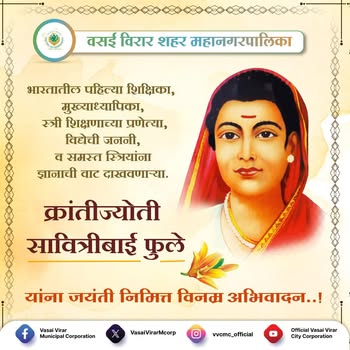 वसई विरार शहर महानगरपालिका
भारतातील पहिल्या शिक्षिका,
मुख्याध्यापिका,
स्त्री शिक्षणाच्या प्रणेत्या,
विद्येची जननी,
व समस्त स्त्रियांना
ज्ञानाची वाट दाखवणाऱ्या.
क्रांतीज्योती
सावित्रीबाई फुले
यांना जयंती निमित्त विनम्र अभिवादन..!
Vasai Virar
Municipal Corporation
VasaiVirarMcorp
vvcmc_official
Official Vasai Virar
City Corporation